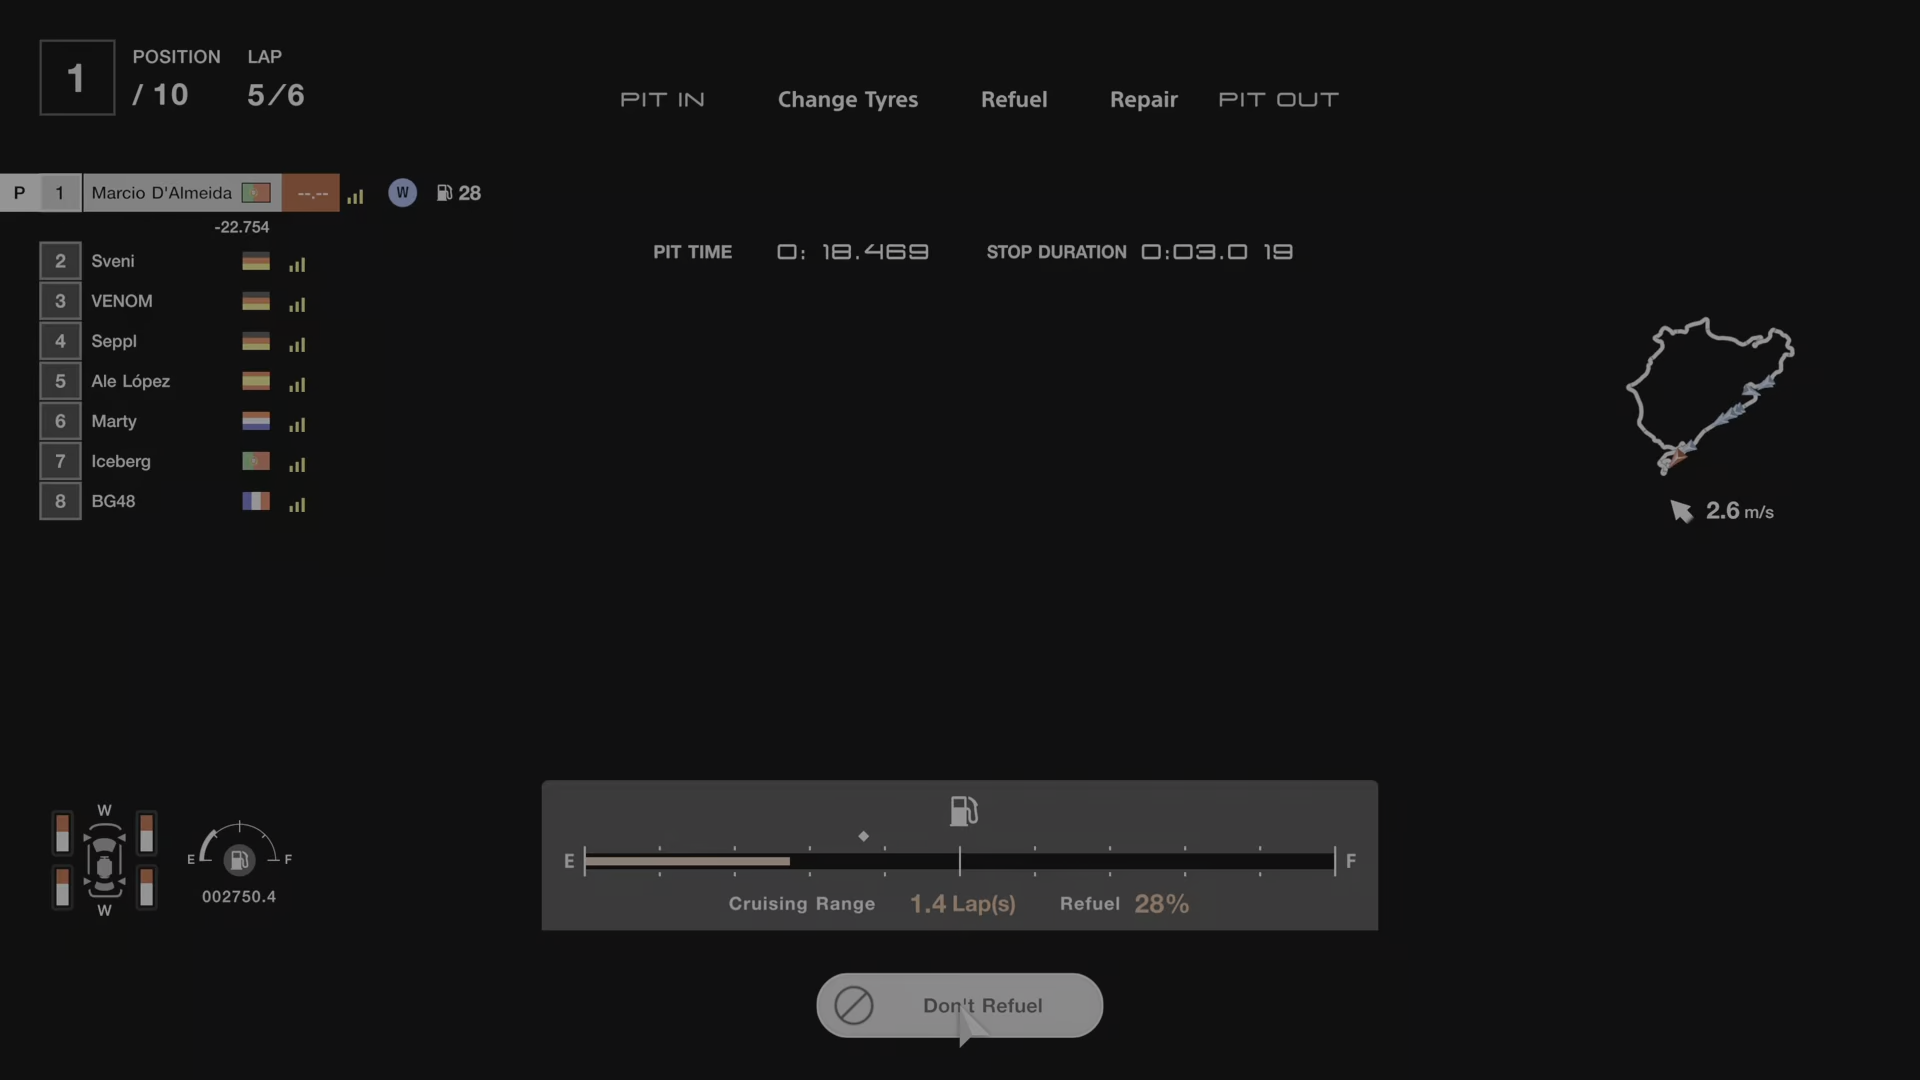 1 POSITION LAP
/ 10 5/6
PIT IN Change Tyres Refuel Repair PIT OUT
P 1 Marcio D'Almeida --.-- W 28
-22.754
PIT TIME 0: 18.469 STOP DURATION 0:03.0 19
2 Sveni
3 VENOM
4 Seppl
5 Ale López
6 Marty
7 Iceberg
8 BG48
2.6 m/s
W
E F
002750.4
W
E F
Cruising Range 1.4 Lap(s) Refuel 28%
Don't Refuel